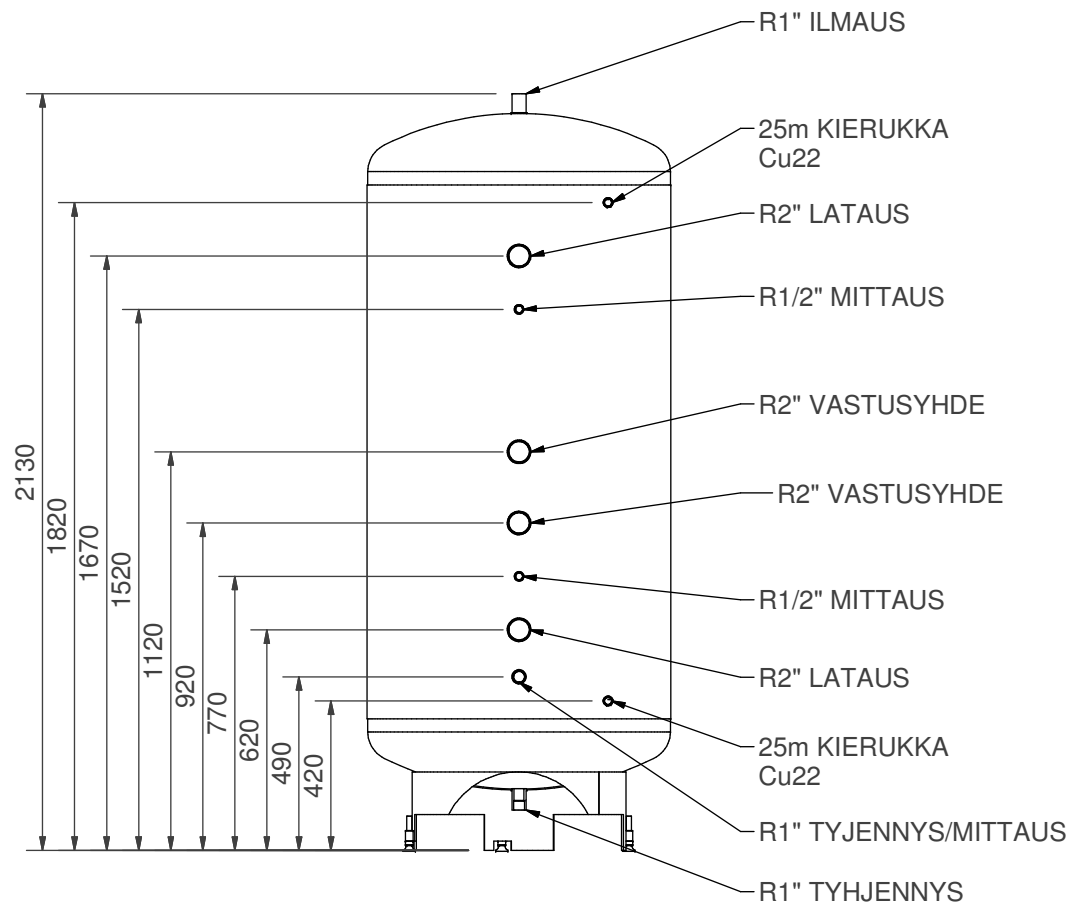 R1" ILMAUS
25m KIERUKKA
Cu22
R2" LATAUS
R1/2" MITTAUS
R2" VASTUSYHDE
R2" VASTUSYHDE
R1/2" MITTAUS
R2" LATAUS
25m KIERUKKA
Cu22
R1" TYJENNYS/MITTAUS
R1" TYHJENNYS
2130
1820
1670
1520
1120
920
770
620
490
420